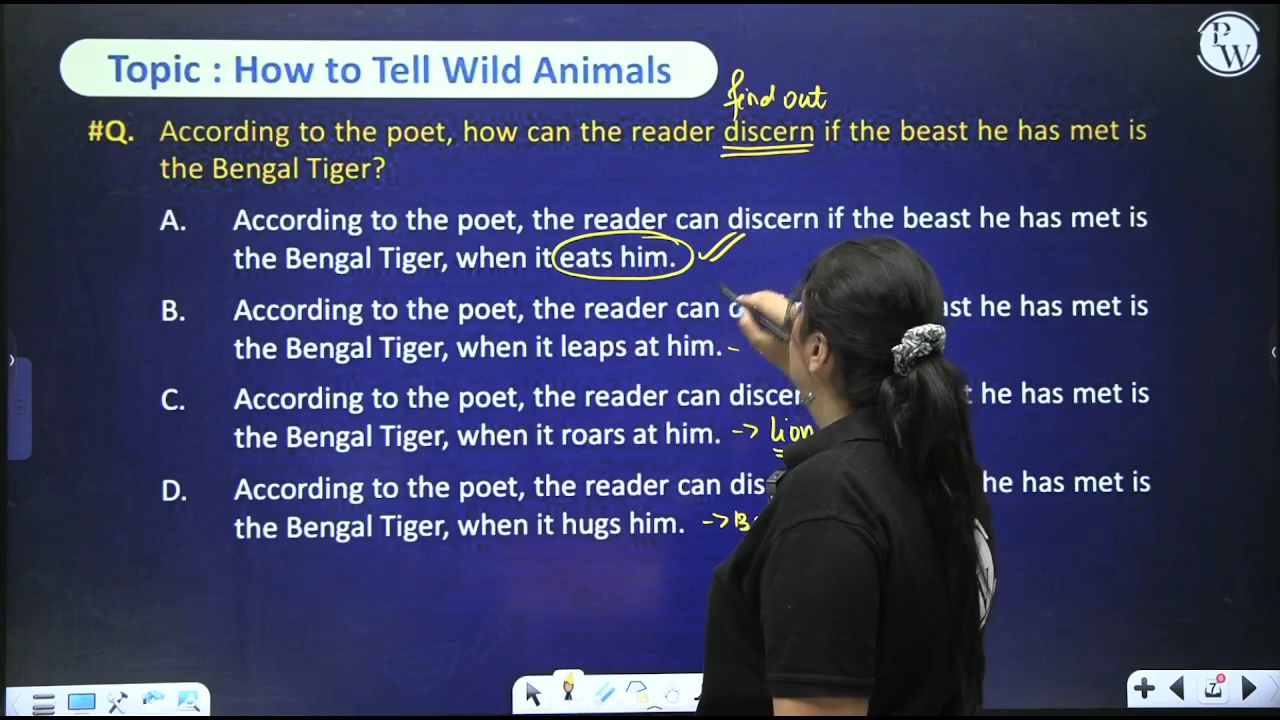 PW
Topic : How to Tell Wild Animals
find out
#Q. According to the poet, how can the reader discern if the beast he has met is
the Bengal Tiger?
A. According to the poet, the reader can discern if the beast he has met is
the Bengal Tiger, when it eats him.
B. According to the poet, the reader can he has met is
the Bengal Tiger, when it leaps at him.
C. According to the poet, the reader can he has met is
the Bengal Tiger, when it roars at him. -> Lion
D. According to the poet, the reader can he has met is
the Bengal Tiger, when it hugs him. ->
7